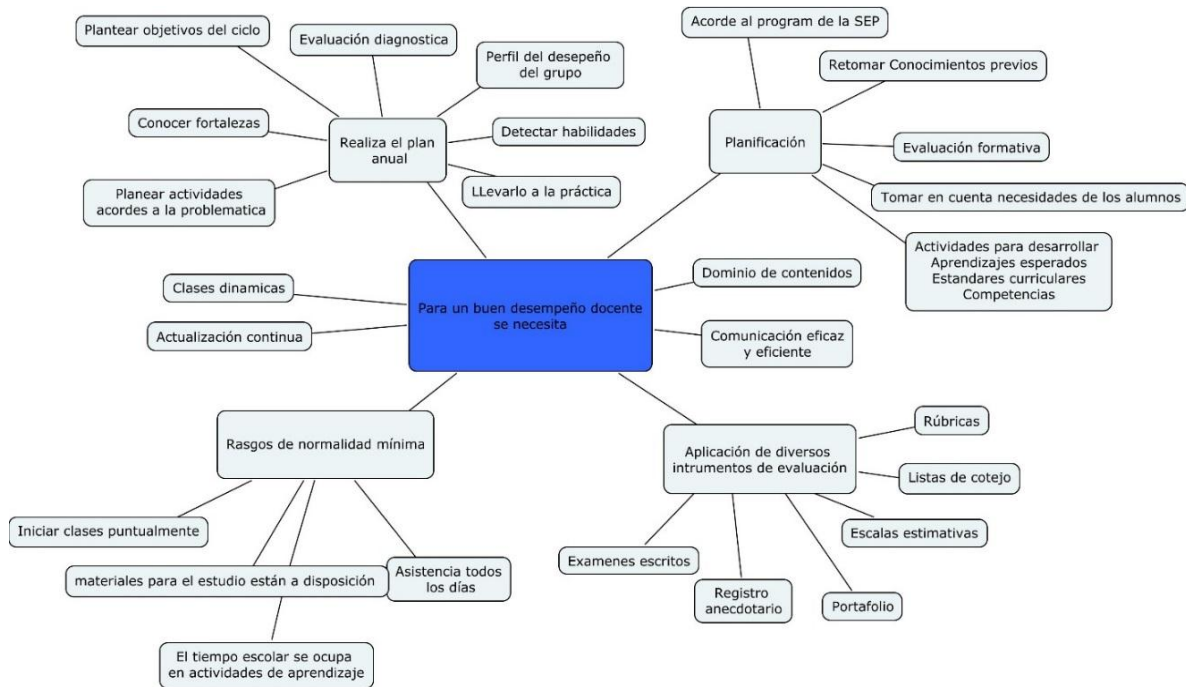 Plantear objetivos del ciclo
Evaluación diagnostica
Perfil del desepeño
del grupo
Conocer fortalezas
Realiza el plan
anual
Detectar habilidades
Planear actividades
acordes a la problematica
LLevarlo a la práctica
Acorde al program de la SEP
Retomar Conocimientos previos
Planificación
Evaluación formativa
Tomar en cuenta necesidades de los alumnos
Actividades para desarrollar
Aprendizajes esperados
Estandares curriculares
Competencias
Clases dinamicas
Actualización continua
Para un buen desempeño docente
se necesita
Dominio de contenidos
Comunicación eficaz
y eficiente
Rasgos de normalidad mínima
Iniciar clases puntualmente
materiales para el estudio están a disposición
Asistencia todos
los días
El tiempo escolar se ocupa
en actividades de aprendizaje
Aplicación de diversos
intrumentos de evaluación
Rúbricas
Listas de cotejo
Escalas estimativas
Examenes escritos
Registro
anecdotario
Portafolio